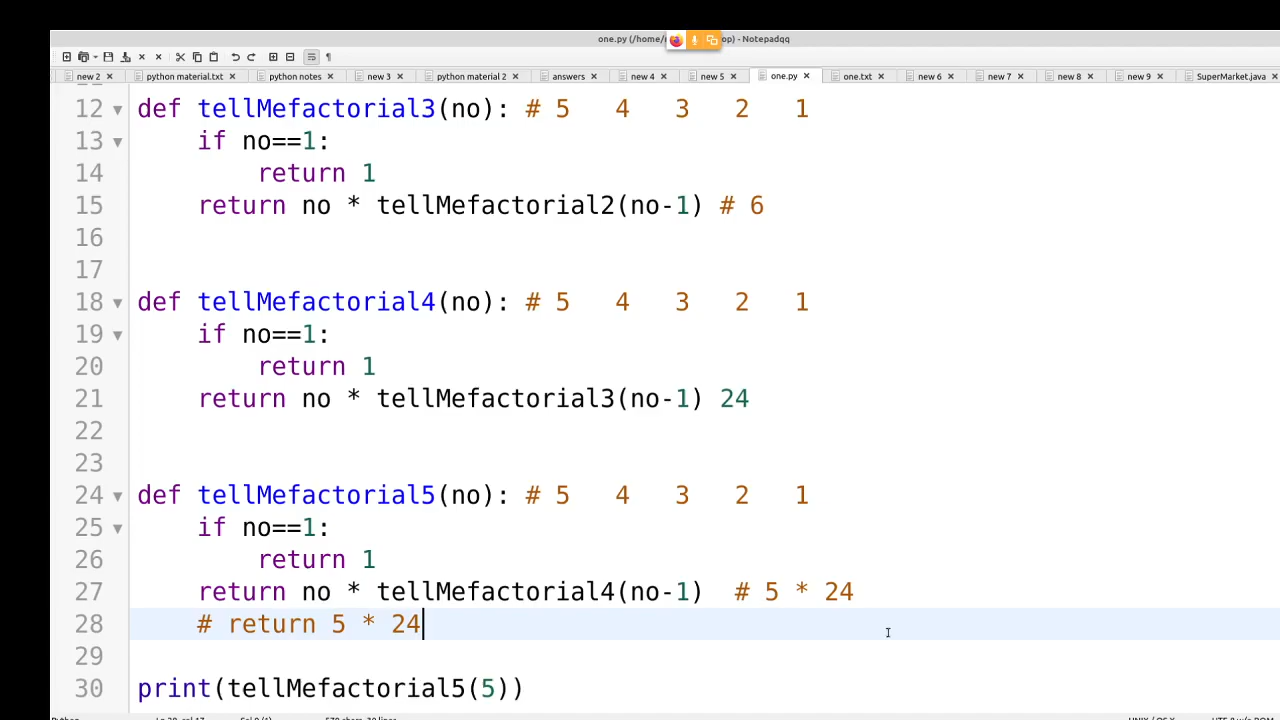 one.py (/home/ op) - Notepadqq
new 2 python material.txt python notes new 3 python material 2 answers new 4 new 5 one.py one.txt new 6 new 7 new 8 new 9 SuperMarket.java
12 def tellMefactorial3(no): # 5 4 3 2 1
13 if no==1:
14 return 1
15 return no * tellMefactorial2(no-1) # 6
16
17
18 def tellMefactorial4(no): # 5 4 3 2 1
19 if no==1:
20 return 1
21 return no * tellMefactorial3(no-1) 24
22
23
24 def tellMefactorial5(no): # 5 4 3 2 1
25 if no==1:
26 return 1
27 return no * tellMefactorial4(no-1) # 5 * 24
28 # return 5 * 24
29
30 print(tellMefactorial5(5))